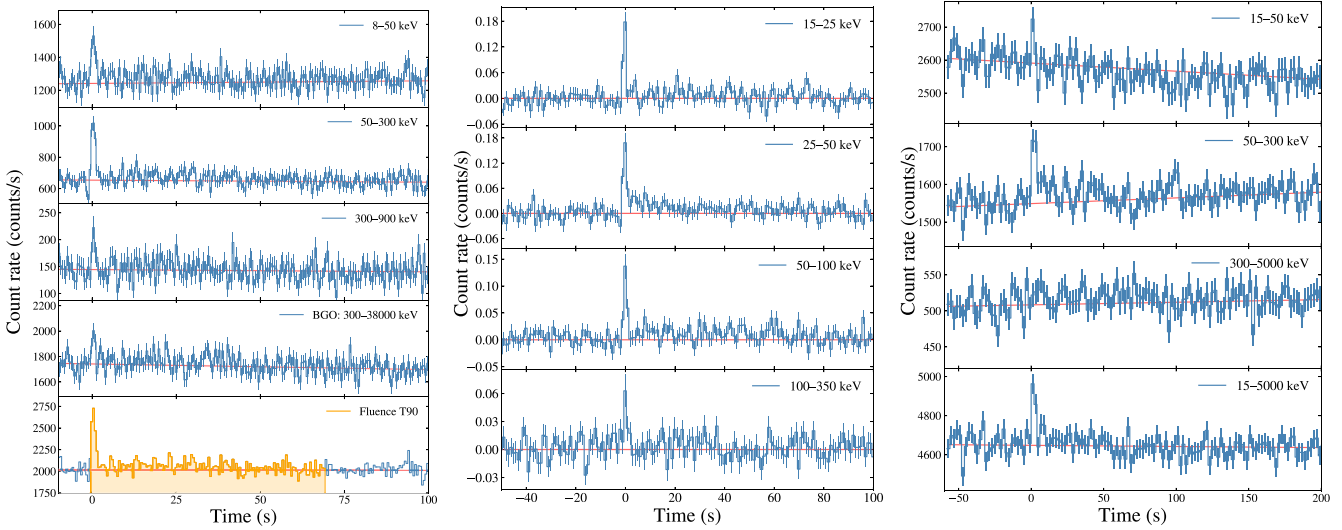 1600
1400
1200
8–50 keV
1000
800
600
50–300 keV
250
200
150
100
300–900 keV
2200
2000
1800
1600
BGO: 300–38000 keV
2750
2500
2250
2000
1750
Fluence T90
0 25 50 75 100
Time (s)
Count rate (counts/s)
0.18
0.12
0.06
0.00
−0.06
15–25 keV
0.18
0.12
0.06
0.00
−0.06
25–50 keV
0.15
0.10
0.05
0.00
−0.05
50–100 keV
0.06
0.03
0.00
−0.03
100–350 keV
−40 −20 0 20 40 60 80 100
Time (s)
Count rate (counts/s)
2700
2600
2500
15–50 keV
1700
1600
1500
50–300 keV
550
500
450
300–5000 keV
5000
4800
4600
15–5000 keV
−50 0 50 100 150 200
Time (s)
Count rate (counts/s)